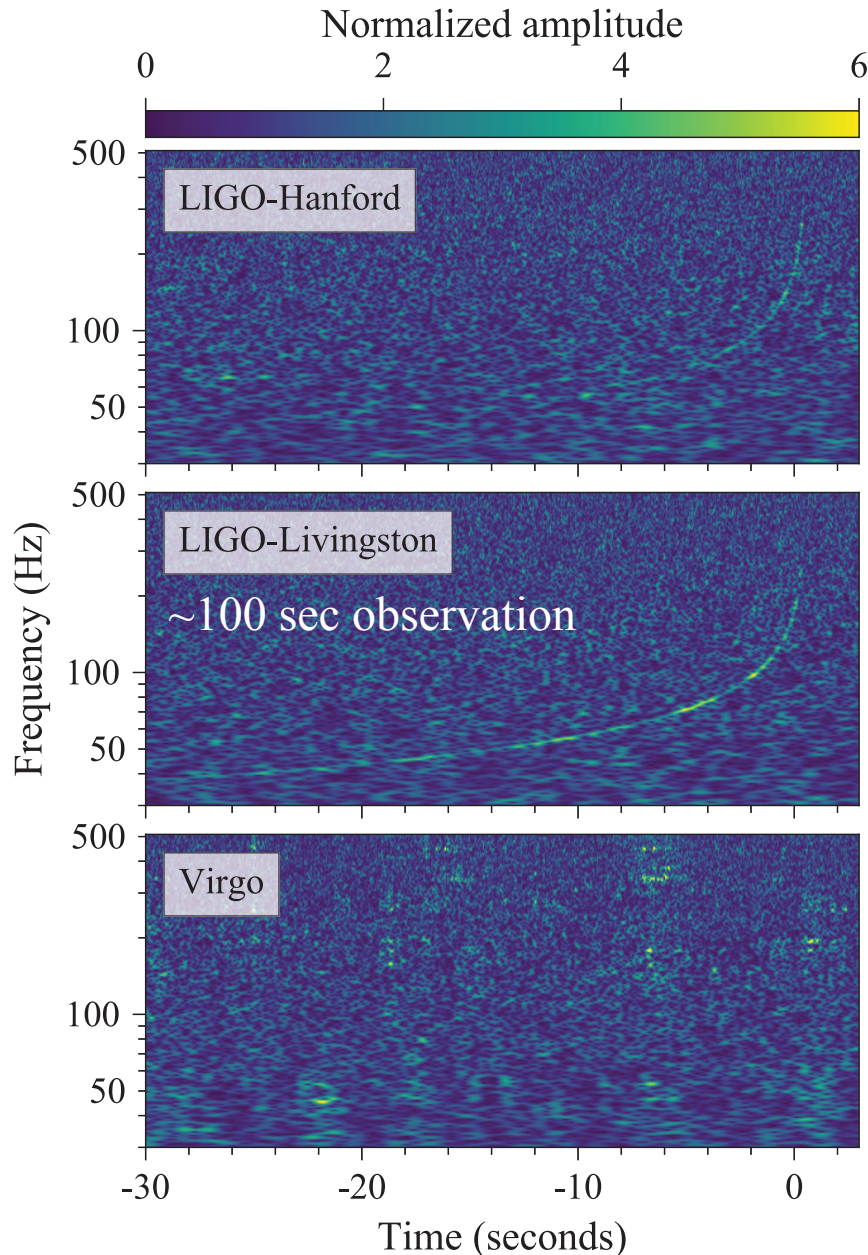 Normalized amplitude
0 2 4 6
500
LIGO-Hanford
100
50
500
LIGO-Livingston
~100 sec observation
100
50
Frequency (Hz)
500
Virgo
100
50
-30 -20 -10 0
Time (seconds)